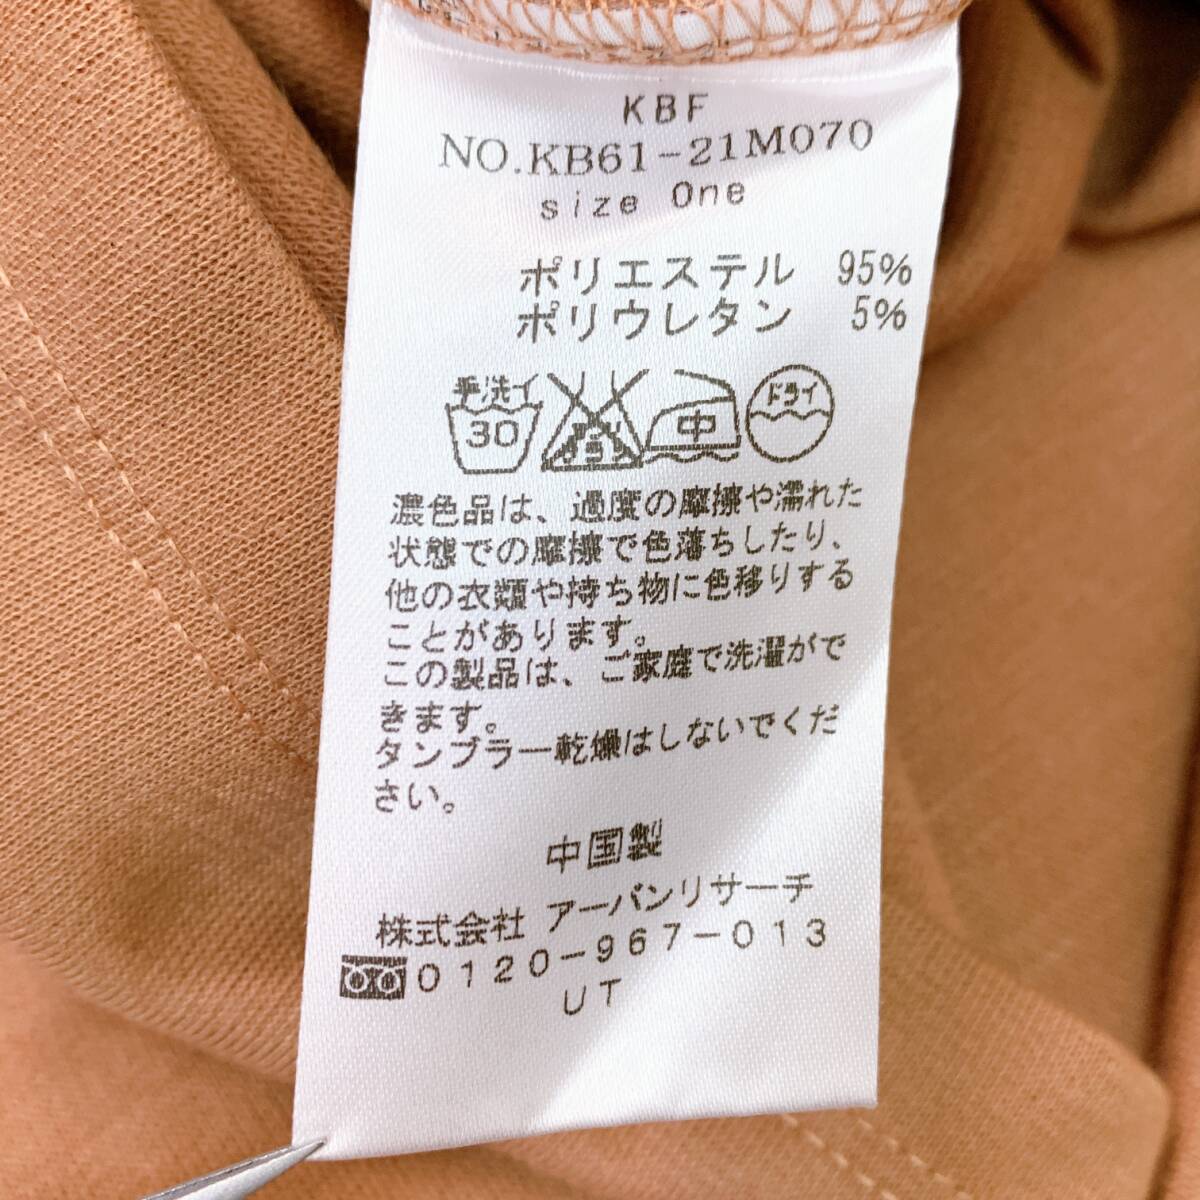 KBF
NO.KB61-21M070
size One
ポリエステル 95%
ポリウレタン 5%
手洗イ
30
中
ドライ
濃色品は、過度の摩擦や濡れた
状態での摩擦で色落ちしたり、
他の衣類や持ち物に色移りする
ことがあります。
この製品は、ご家庭で洗濯がで
きます。
タンブラー乾燥はしないでくだ
さい。
中国製
株式会社 アーバンリサーチ
0120-967-013
UT